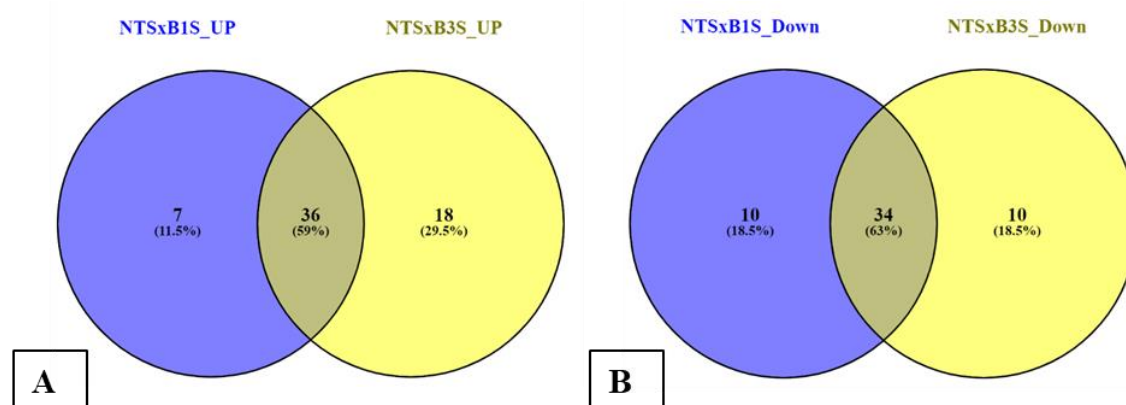 NTSxB1S_UP
NTSxB3S_UP
7
(11.5%)
36
(59%)
18
(29.5%)
A
NTSxB1S_Down
NTSxB3S_Down
10
(18.5%)
34
(63%)
10
(18.5%)
B